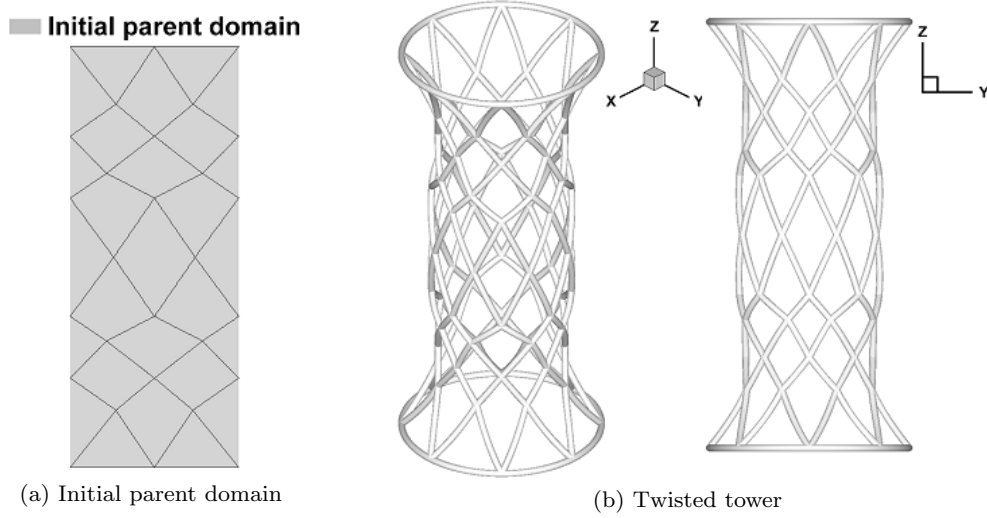 Initial parent domain
Z
X
Y
Z
Y
(a) Initial parent domain
(b) Twisted tower